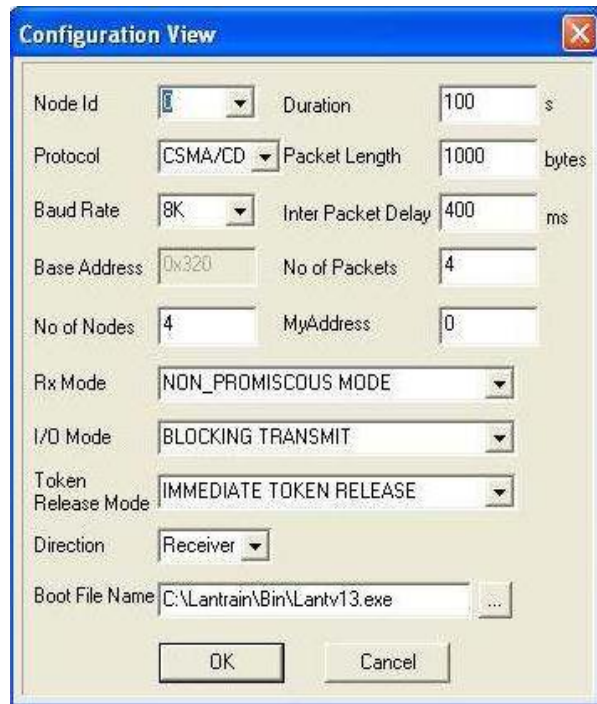 Configuration View
Node Id 0 Duration 100 s
Protocol CSMA/CD Packet Length 1000 bytes
Baud Rate 8K Inter Packet Delay 400 ms
Base Address 0x320 No of Packets 4
No of Nodes 4 MyAddress 0
Rx Mode NON_PROMISCOUS MODE
I/O Mode BLOCKING TRANSMIT
Token
Release Mode IMMEDIATE TOKEN RELEASE
Direction Receiver
Boot File Name C:\Lantrain\Bin\Lantv13.exe ...
OK Cancel